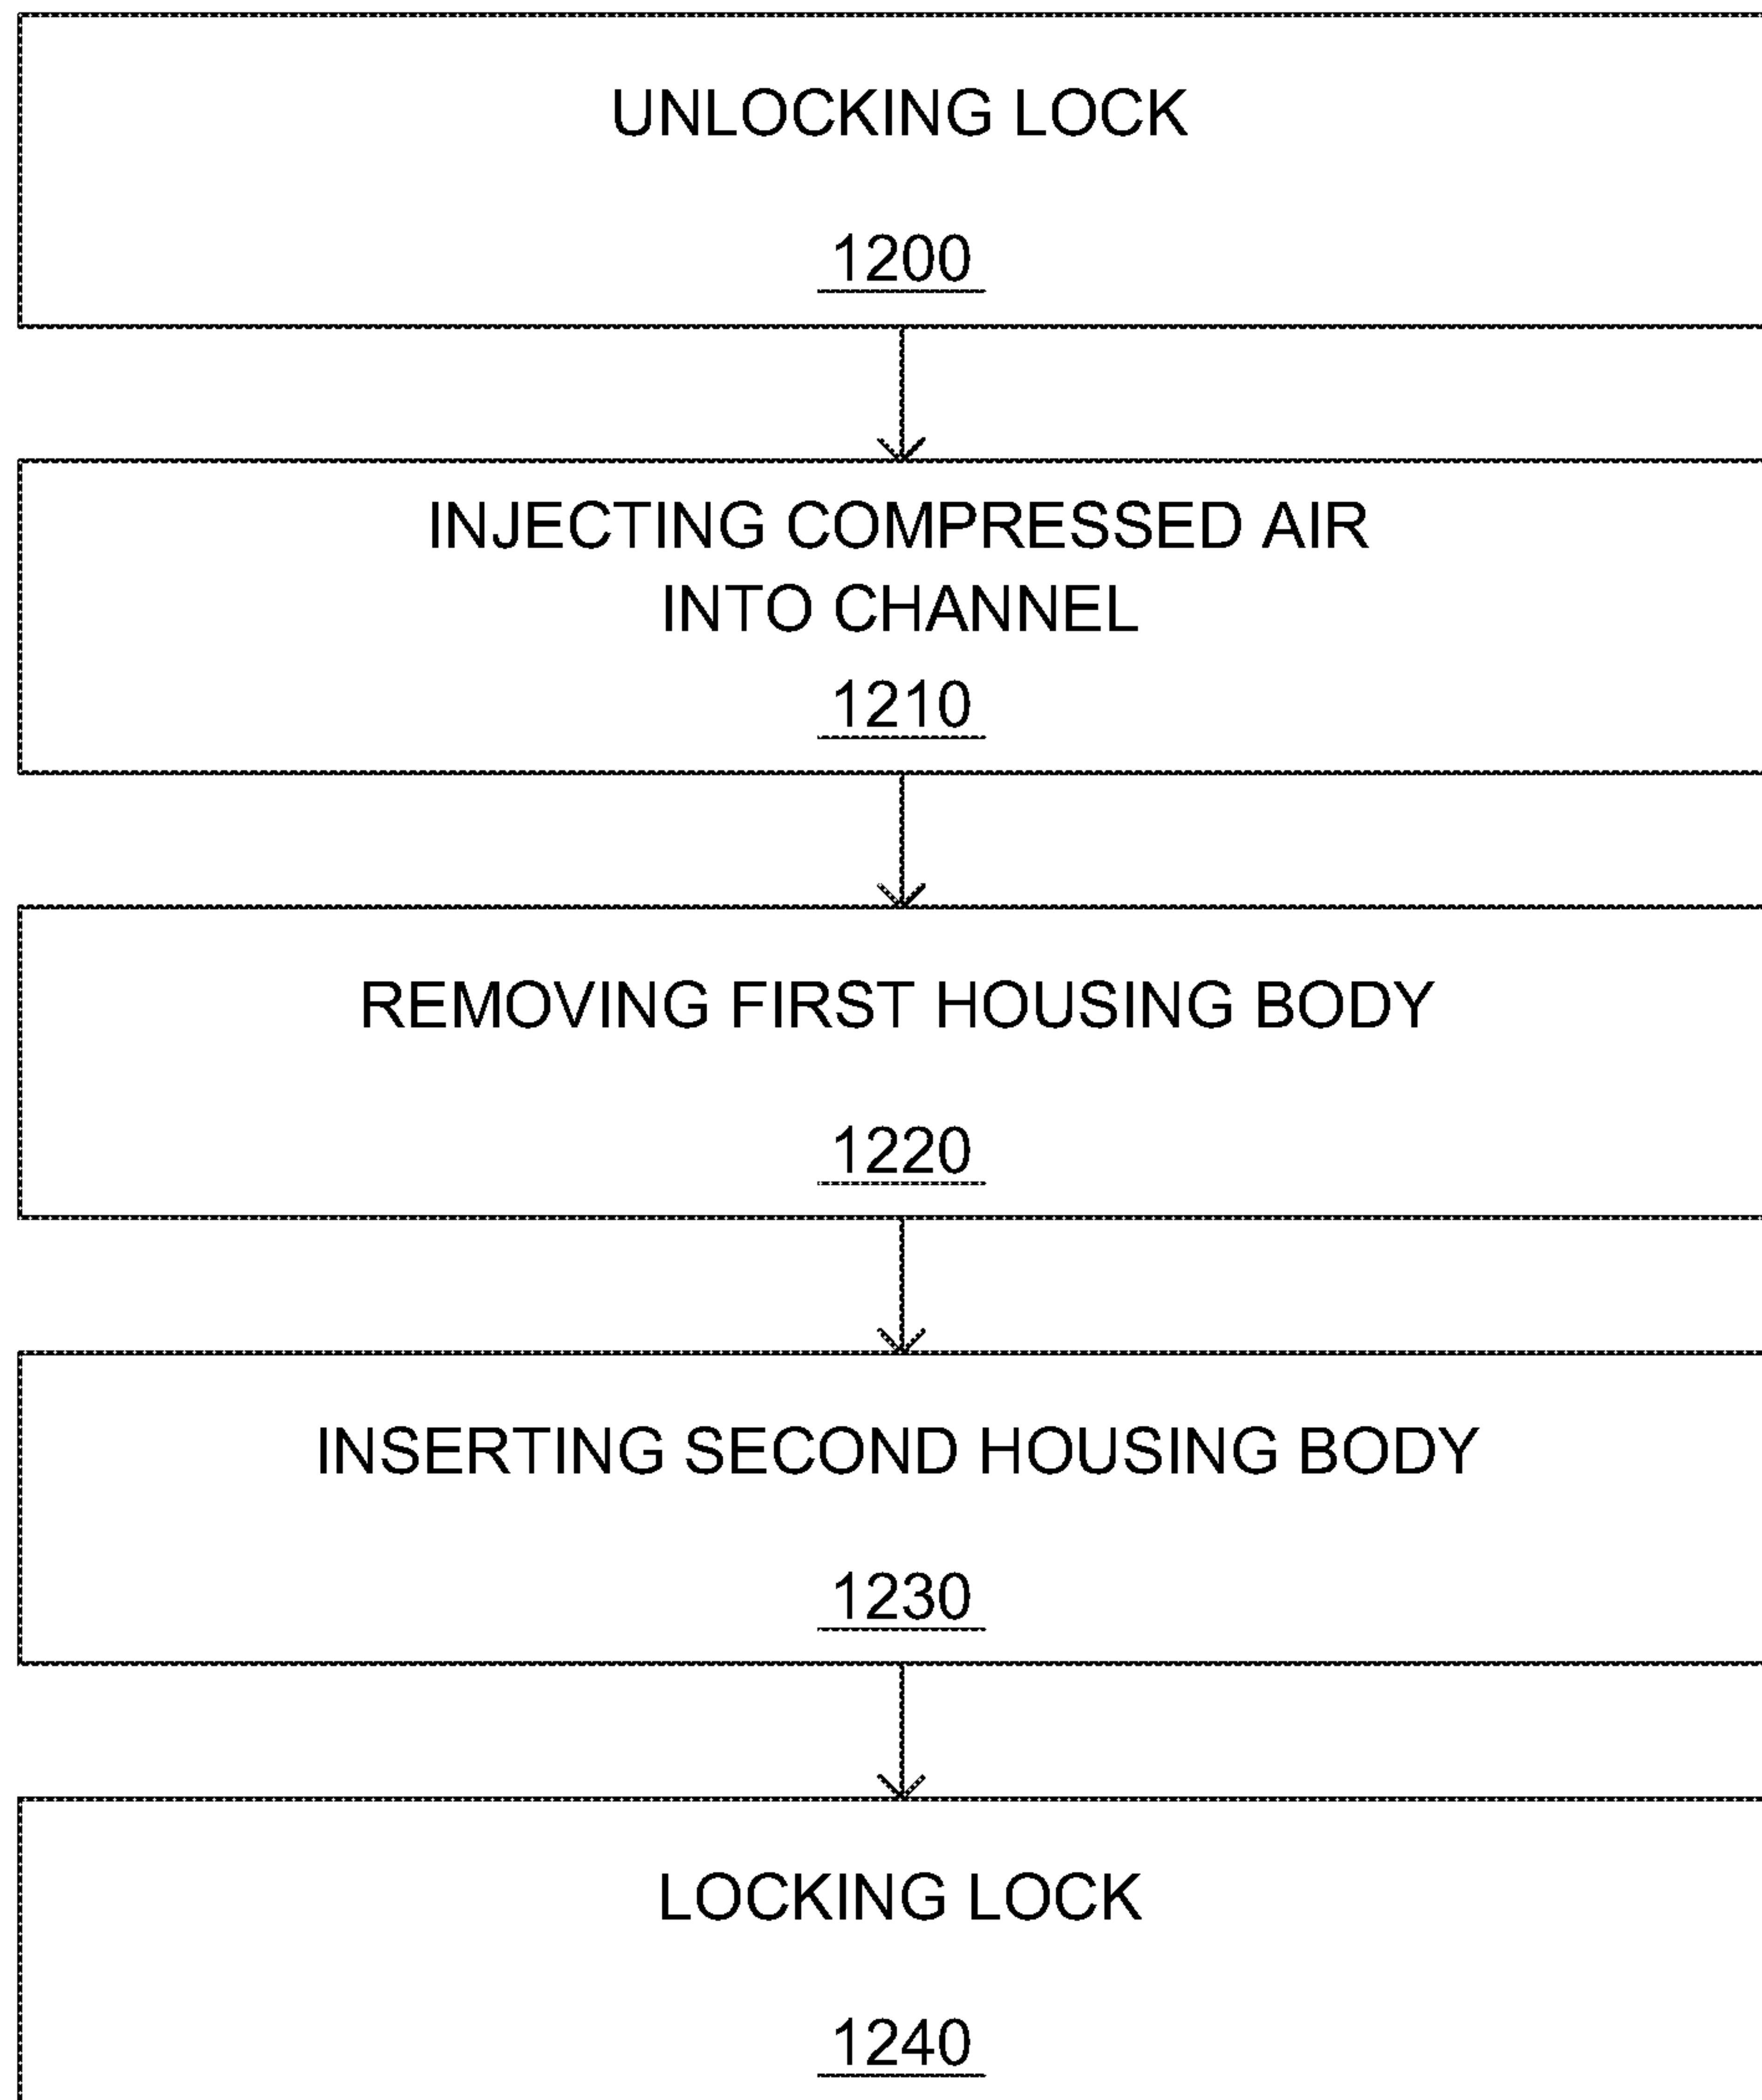 UNLOCKING LOCK
1200
INJECTING COMPRESSED AIR
INTO CHANNEL
1210
REMOVING FIRST HOUSING BODY
1220
INSERTING SECOND HOUSING BODY
1230
LOCKING LOCK
1240